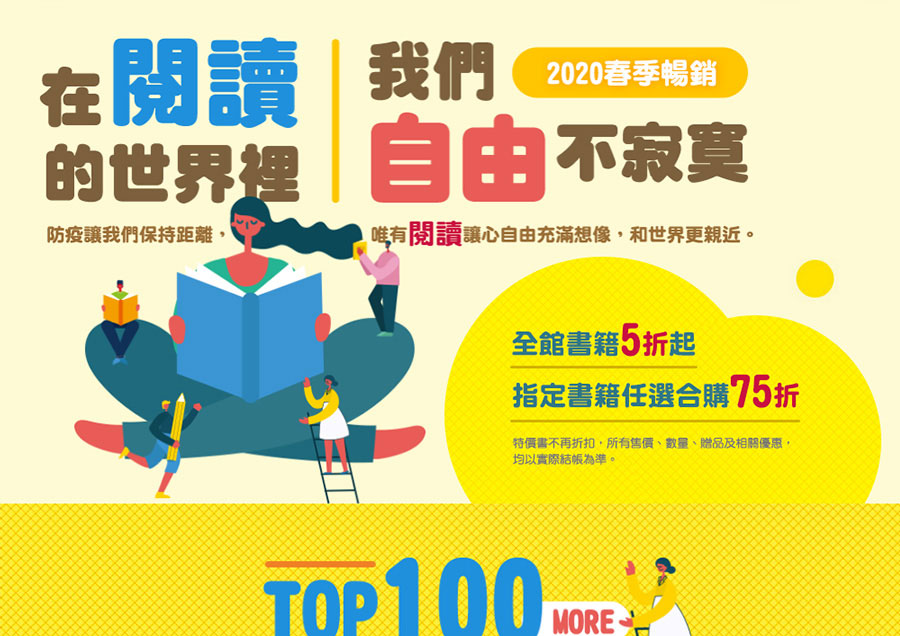 在閱讀
的世界裡
我們
自由不寂寞
2020春季暢銷
防疫讓我們保持距離，
唯有閱讀讓心自由充滿想像，和世界更親近。
全館書籍5折起
指定書籍任選合購75折
特價書不再折扣，所有售價、數量、贈品及相關優惠，
均以實際結帳為準。
TOP100
MORE